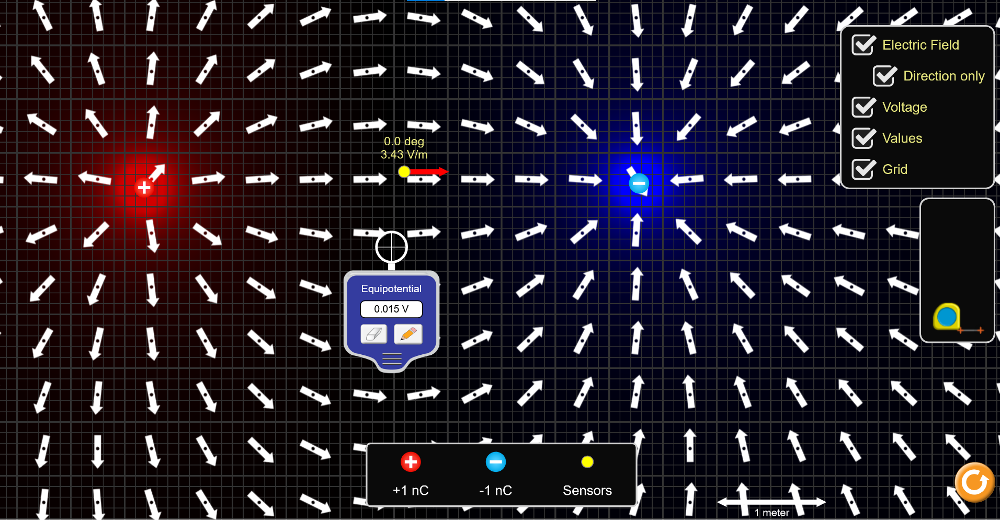 Electric Field
Direction only
Voltage
Values
Grid
0.0 deg
3.43 V/m
Equipotential
0.015 V
+1 nC
-1 nC
Sensors
1 meter